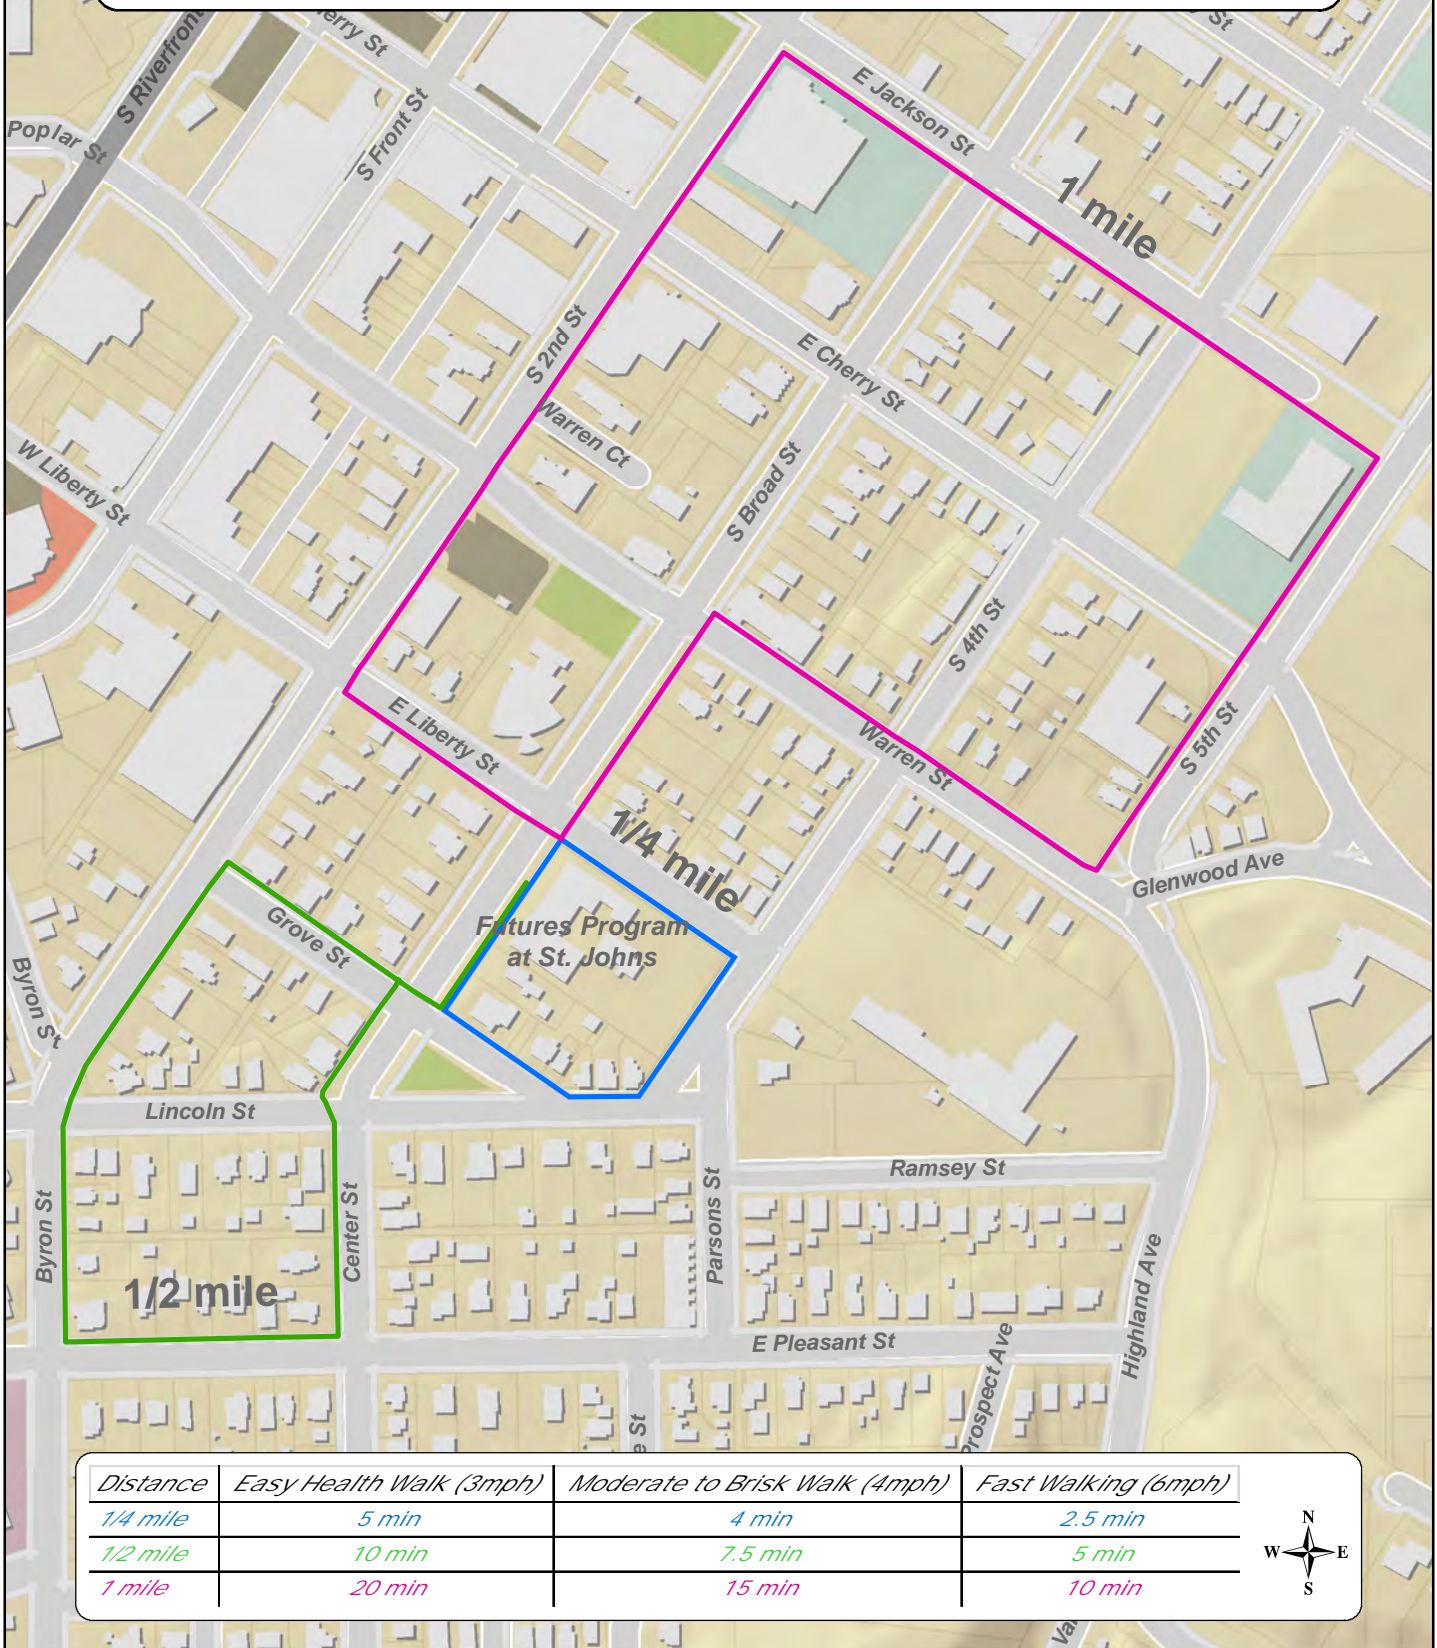 St
S Riverfront
erry St
E Jackson St
S Front St
Poplar St
1 mile
S 2nd St
E Cherry St
Warren Ct
W Liberty St
S Broad St
S 4th St
E Liberty St
Warren St
S 5th St
1/4 mile
Glenwood Ave
Grove St
Futures Program
at St. Johns
Byron St
Lincoln St
Ramsey St
Byron St
Center St
Parsons St
Highland Ave
1/2 mile
E Pleasant St
Prospect Ave
e St
Distance Easy Health Walk (3mph) Moderate to Brisk Walk (4mph) Fast Walking (6mph)
1/4 mile 5 min 4 min 2.5 min
1/2 mile 10 min 7.5 min 5 min
1 mile 20 min 15 min 10 min
N
W E
S
Va